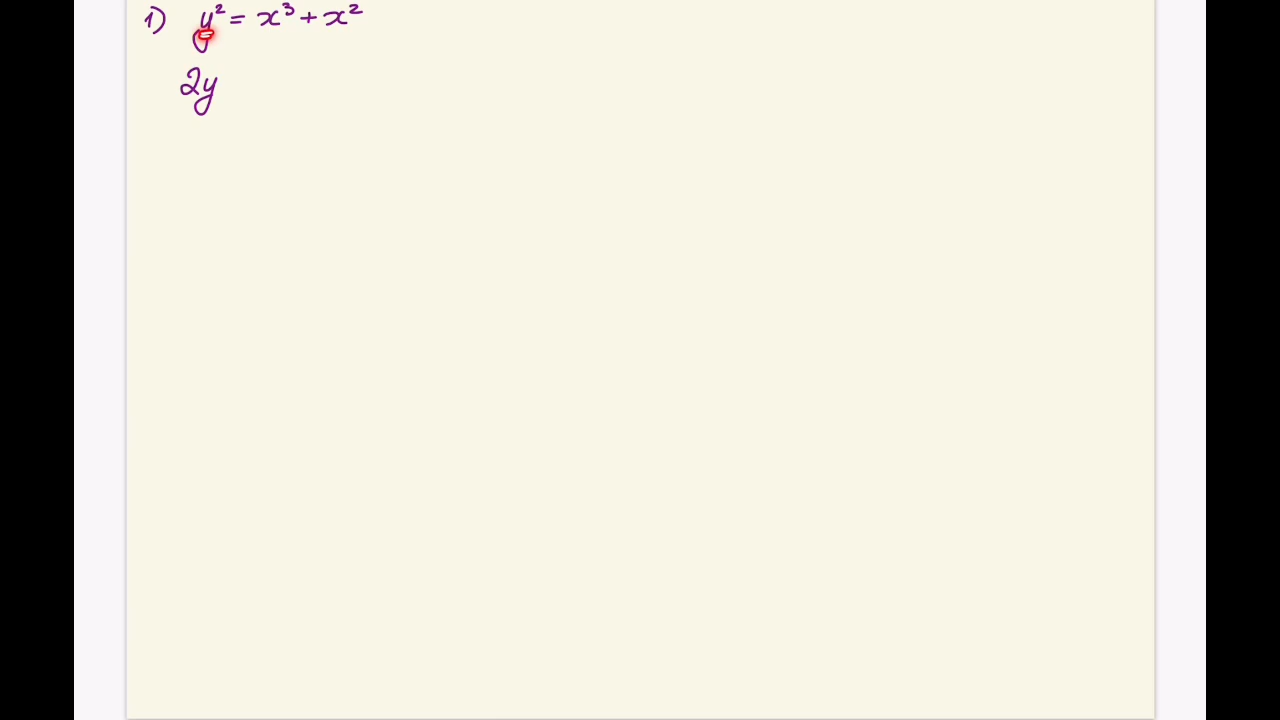 1) y² = x³ + x²
2y